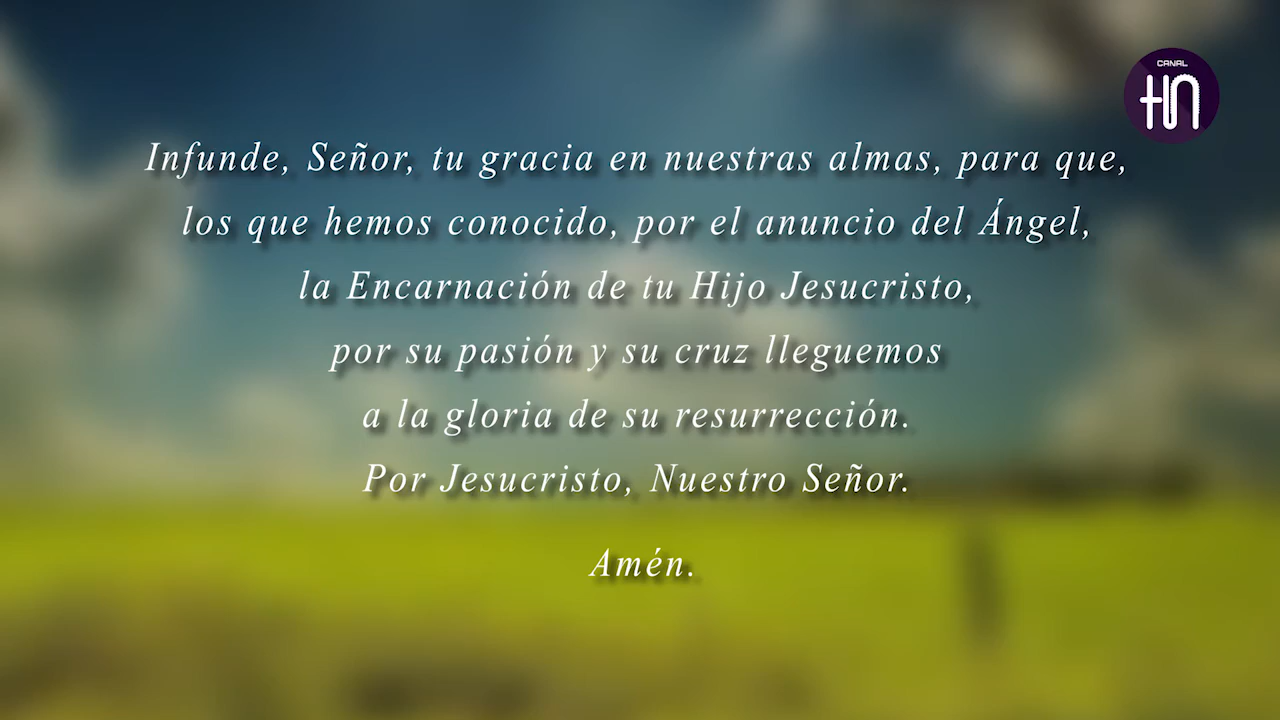 CANAL
HN
Infunde, Señor, tu gracia en nuestras almas, para que,
los que hemos conocido, por el anuncio del Ángel,
la Encarnación de tu Hijo Jesucristo,
por su pasión y su cruz lleguemos
a la gloria de su resurrección.
Por Jesucristo, Nuestro Señor.
Amén.